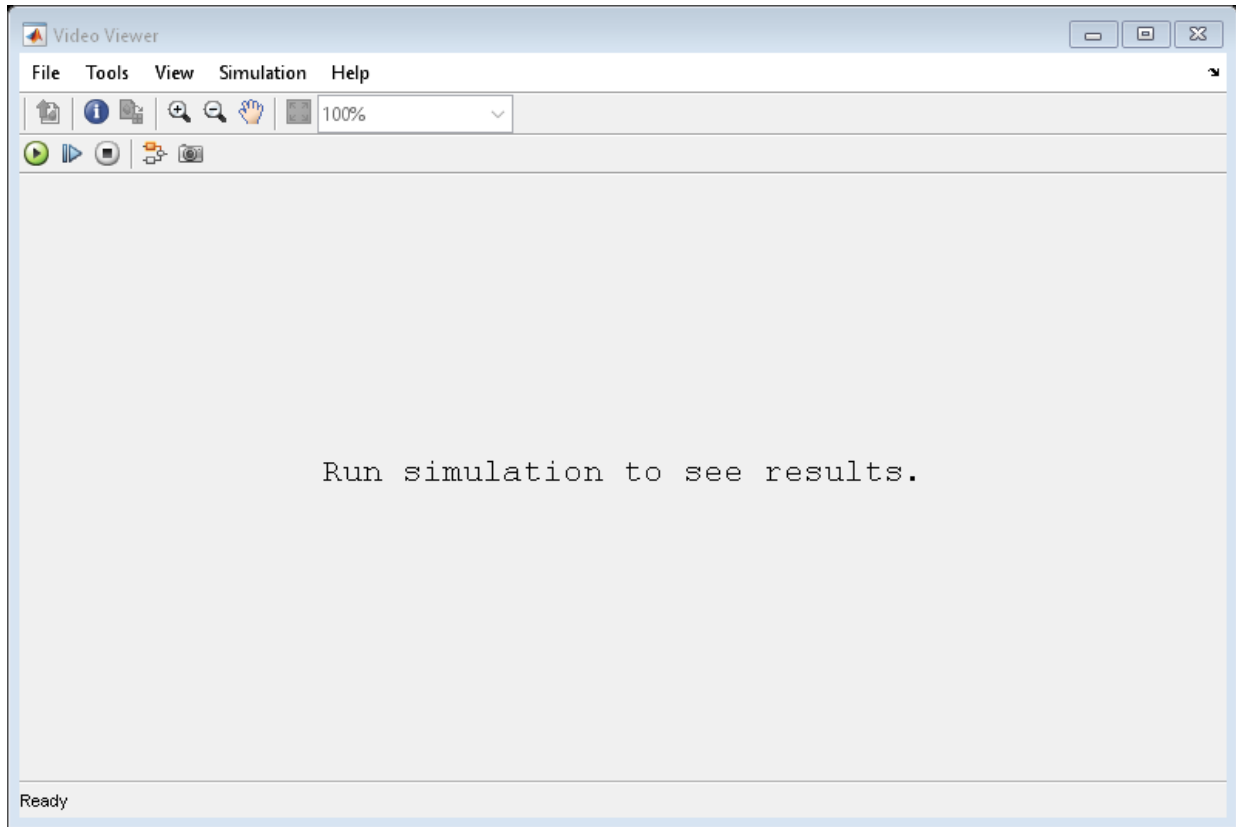 Video Viewer
File Tools View Simulation Help
100%
Run simulation to see results.
Ready